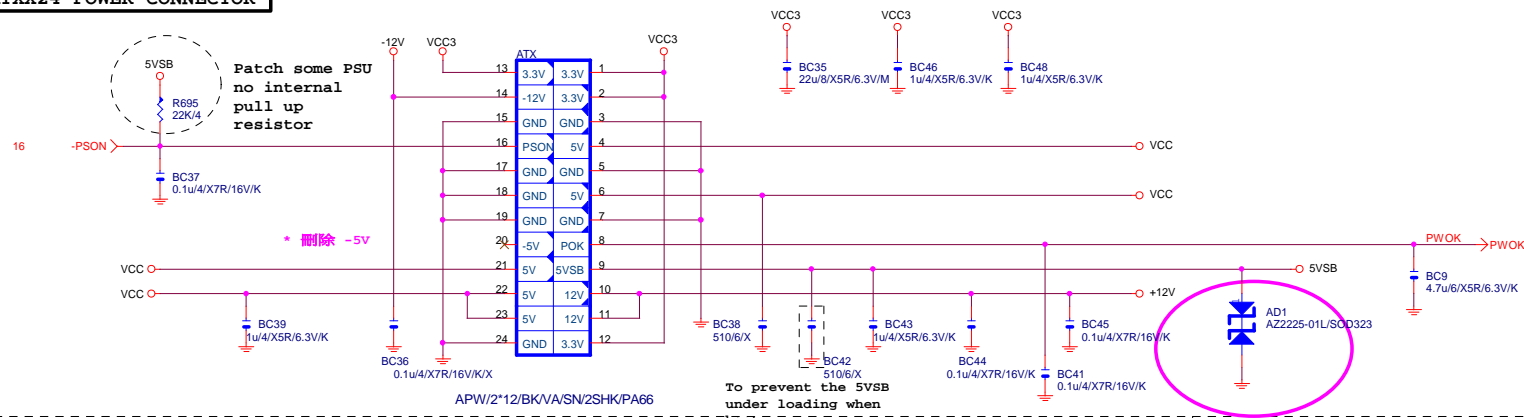 -12V
VCC3
ATX
VCC3
VCC3
VCC3
VCC3
5VSB
R695
22K/4
Patch some PSU
no internal
pull up
resistor
BC35
22u/8/X5R/6.3V/M
BC46
1u/4/X5R/6.3V/K
BC48
1u/4/X5R/6.3V/K
13 3.3V 3.3V 1
14 -12V 3.3V 2
15 GND GND 3
16 -PSON
16 PSON 5V 4
VCC
BC37
0.1u/4/X7R/16V/K
17 GND GND 5
18 GND 5V 6
VCC
19 GND GND 7
* 刪除 -5V
20 -5V POK 8
PWOK
PWOK
VCC
21 5V 5VSB 9
5VSB
VCC
22 5V 12V 10
+12V
23 5V 12V 11
24 GND 3.3V 12
BC39
1u/4/X5R/6.3V/K
BC36
0.1u/4/X7R/16V/K/X
BC38
510/6/X
BC42
510/6/X
BC43
1u/4/X5R/6.3V/K
BC44
0.1u/4/X7R/16V/K
BC45
0.1u/4/X7R/16V/K
BC41
0.1u/4/X7R/16V/K
AD1
AZ2225-01L/SOD323
BC9
4.7u/6/X5R/6.3V/K
APW/2*12/BK/VA/SN/2SHK/PA66
To prevent the 5VSB
under loading when